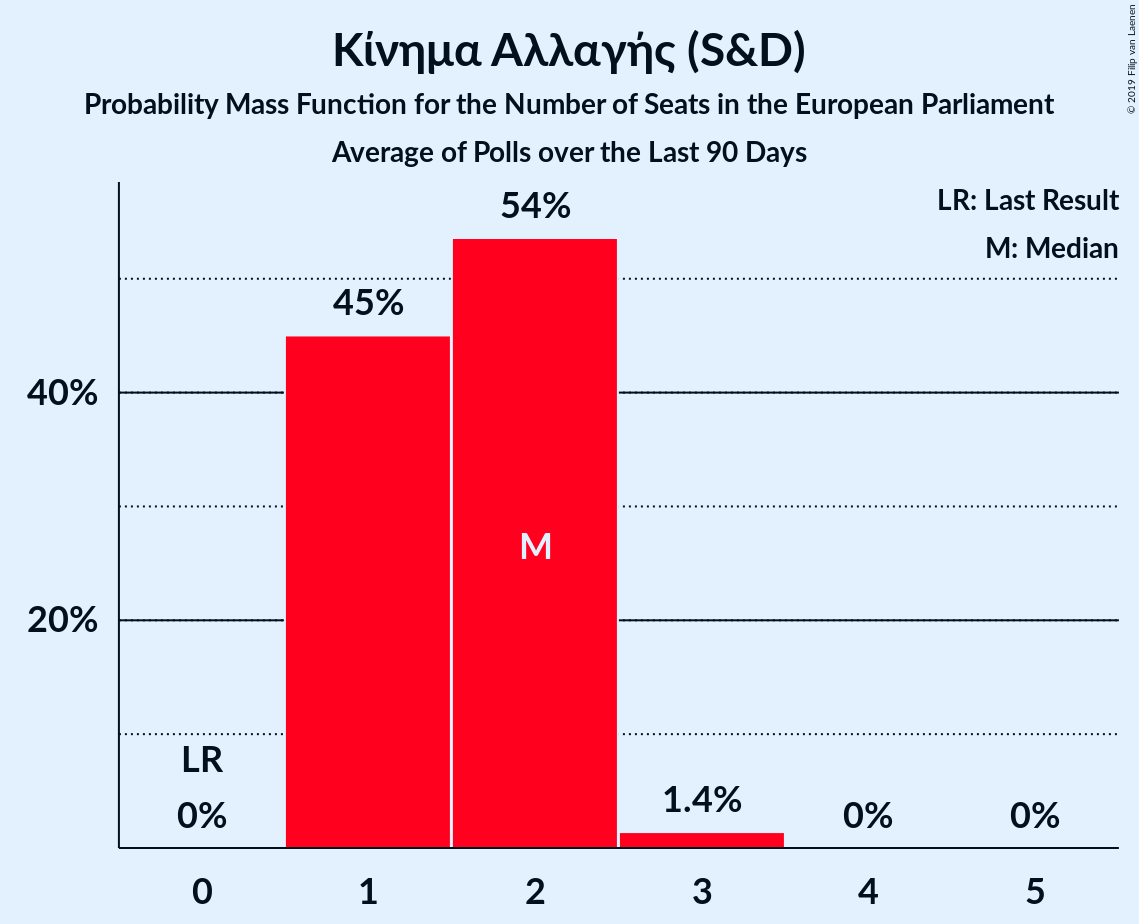 Κίνημα Αλλαγής (S&D)
Probability Mass Function for the Number of Seats in the European Parliament
Average of Polls over the Last 90 Days
© 2019 Filip van Laenen
LR: Last Result
M: Median
54%
45%
40%
M
20%
LR
0%
1.4%
0%
0%
0 1 2 3 4 5